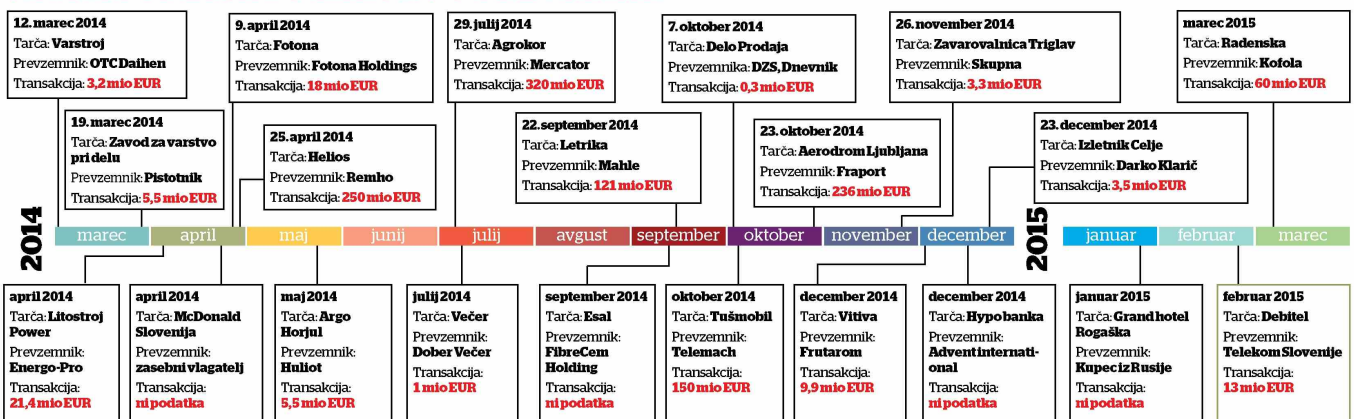 12. marec 2014
Tarča: Varstroj
Prevzemnik: OTC Daihen
Transakcija: 3,2 mio EUR
19. marec 2014
Tarča: Zavod za varstvo
pri delu
Prevzemnik: Pistotnik
Transakcija: 5,5 mio EUR
9. april 2014
Tarča: Fotona
Prevzemnik: Fotona Holdings
Transakcija: 18 mio EUR
25. april 2014
Tarča: Helios
Prevzemnik: Remho
Transakcija: 250 mio EUR
29. julij 2014
Tarča: Agrokor
Prevzemnik: Mercator
Transakcija: 320 mio EUR
22. september 2014
Tarča: Letrika
Prevzemnik: Mahle
Transakcija: 121 mio EUR
7. oktober 2014
Tarča: Delo Prodaja
Prevzemnika: DZS, Dnevnik
Transakcija: 0,3 mio EUR
23. oktober 2014
Tarča: Aerodrom Ljubljana
Prevzemnik: Fraport
Transakcija: 236 mio EUR
26. november 2014
Tarča: Zavarovalnica Triglav
Prevzemnik: Skupna
Transakcija: 3,3 mio EUR
23. december 2014
Tarča: Izletnik Celje
Prevzemnik: Darko Klarič
Transakcija: 3,5 mio EUR
marec 2015
Tarča: Radenska
Prevzemnik: Kofola
Transakcija: 60 mio EUR
2014
marec
april
maj
junij
julij
avgust
september
oktober
november
december
2015
januar
februar
marec
april 2014
Tarča: Litostroj
Power
Prevzemnik:
Energo-Pro
Transakcija:
21,4 mio EUR
april 2014
Tarča: McDonald
Slovenija
Prevzemnik:
zasebni vlagatelj
Transakcija:
ni podatka
maj 2014
Tarča: Argo
Horjul
Prevzemnik:
Huliot
Transakcija:
5,5 mio EUR
julij 2014
Tarča: Večer
Prevzemnik:
Dober Večer
Transakcija:
1 mio EUR
september 2014
Tarča: Esal
Prevzemnik:
FibreCem
Holding
Transakcija:
ni podatka
oktober 2014
Tarča: Tušmobil
Prevzemnik:
Telemach
Transakcija:
150 mio EUR
december 2014
Tarča: Vitiva
Prevzemnik:
Frutarom
Transakcija:
9,9 mio EUR
december 2014
Tarča: Hypo banka
Prevzemnik:
Advent internati-
onal
Transakcija:
ni podatka
januar 2015
Tarča: Grand hotel
Rogaška
Prevzemnik:
Kupec iz Rusije
Transakcija:
ni podatka
februar 2015
Tarča: Debitel
Prevzemnik:
Telekom Slovenije
Transakcija:
13 mio EUR